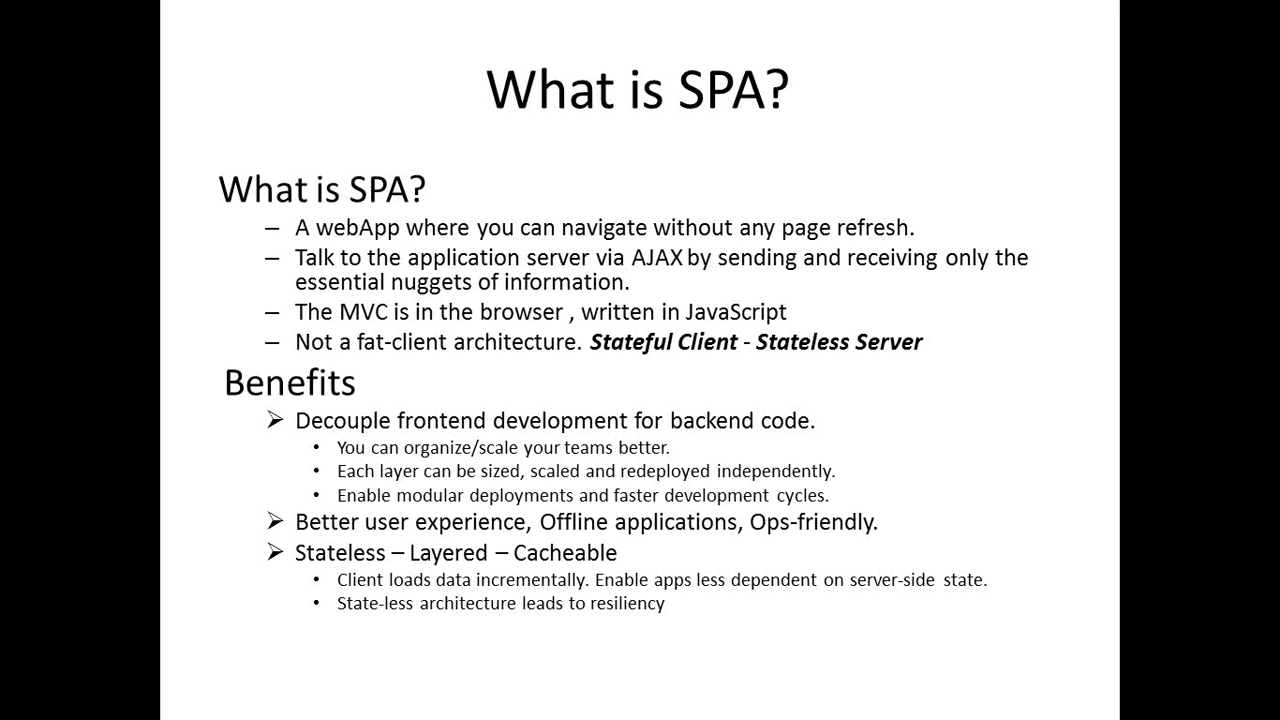 What is SPA?
What is SPA?
– A webApp where you can navigate without any page refresh.
– Talk to the application server via AJAX by sending and receiving only the
essential nuggets of information.
– The MVC is in the browser , written in JavaScript
– Not a fat-client architecture. Stateful Client - Stateless Server
Benefits
➢ Decouple frontend development for backend code.
• You can organize/scale your teams better.
• Each layer can be sized, scaled and redeployed independently.
• Enable modular deployments and faster development cycles.
➢ Better user experience, Offline applications, Ops-friendly.
➢ Stateless – Layered – Cacheable
• Client loads data incrementally. Enable apps less dependent on server-side state.
• State-less architecture leads to resiliency